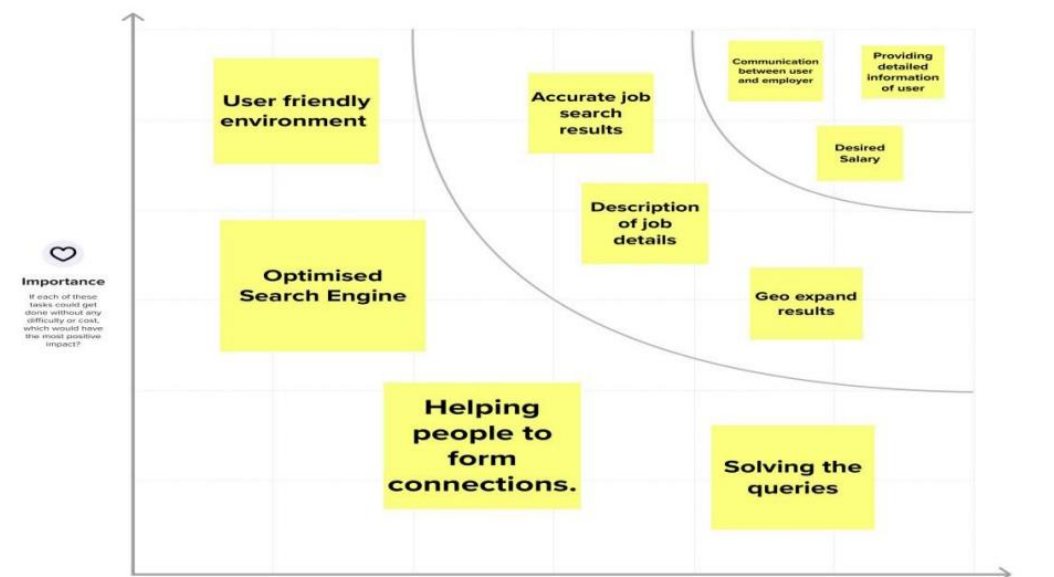 User friendly
environment
Accurate job
search
results
Communication
between user
and employer
Providing
detailed
information
of user
Desired
Salary
Description
of job
details
Optimised
Search Engine
Importance
If each of these
tasks could get
done without any
difficulty or cost,
which would have
the most positive
impact?
Geo expand
results
Helping
people to
form
connections.
Solving the
queries